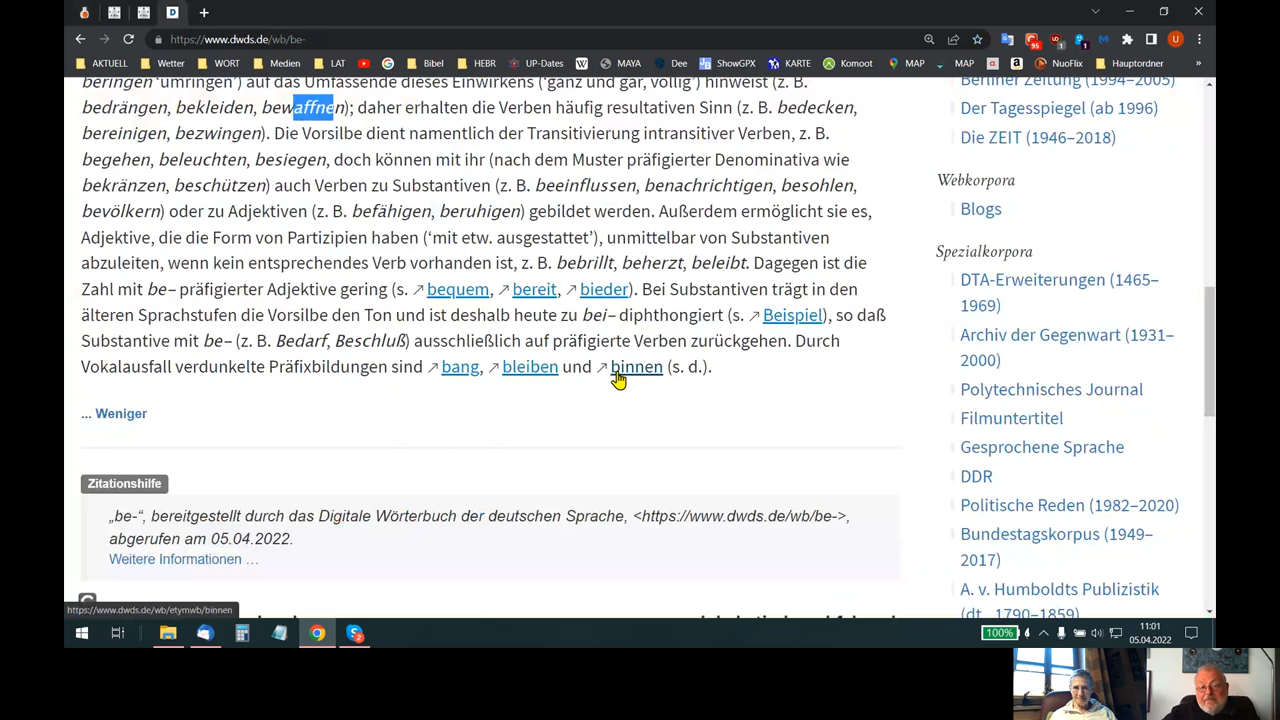 D
https://www.dwds.de/wb/be-
95
1
1
U
AKTUELL Wetter WORT Medien LAT Bibel HEBR W-Dict MAYA Dee ShowGPX KARTE Komoot MAP MAP NuoFlix Hauptordner
beringen ‘umringen’) auf das Umfassende dieses Einwirkens (‘ganz und gar, völlig’) hinweist (z. B.
bedrängen, bekleiden, bewaffnen); daher erhalten die Verben häufig resultativen Sinn (z. B. bedecken,
bereinigen, bezwingen). Die Vorsilbe dient namentlich der Transitivierung intransitiver Verben, z. B.
begehen, beleuchten, besiegen, doch können mit ihr (nach dem Muster präfigierter Denominativa wie
bekränzen, beschützen) auch Verben zu Substantiven (z. B. beeinflussen, benachrichtigen, besohlen,
bevölkern) oder zu Adjektiven (z. B. befähigen, beruhigen) gebildet werden. Außerdem ermöglicht sie es,
Adjektive, die die Form von Partizipien haben (‘mit etw. ausgestattet’), unmittelbar von Substantiven
abzuleiten, wenn kein entsprechendes Verb vorhanden ist, z. B. bebrillt, beherzt, beleibt. Dagegen ist die
Zahl mit be– präfigierter Adjektive gering (s. ↗bequem, ↗bereit, ↗bieder). Bei Substantiven trägt in den
älteren Sprachstufen die Vorsilbe den Ton und ist deshalb heute zu bei– diphthongiert (s. ↗Beispiel), so daß
Substantive mit be– (z. B. Bedarf, Beschluß) ausschließlich auf präfigierte Verben zurückgehen. Durch
Vokalausfall verdunkelte Präfixbildungen sind ↗bang, ↗bleiben und ↗binnen (s. d.).
... Weniger
Zitationshilfe
„be-“, bereitgestellt durch das Digitale Wörterbuch der deutschen Sprache, <https://www.dwds.de/wb/be->,
abgerufen am 05.04.2022.
Weitere Informationen …
Berliner Zeitung (1994–2005)
Der Tagesspiegel (ab 1996)
Die ZEIT (1946–2018)
Webkorpora
Blogs
Spezialkorpora
DTA-Erweiterungen (1465–
1969)
Archiv der Gegenwart (1931–
2000)
Polytechnisches Journal
Filmuntertitel
Gesprochene Sprache
DDR
Politische Reden (1982–2020)
Bundestagskorpus (1949–
2017)
A. v. Humboldts Publizistik
(dt., 1790–1859)
https://www.dwds.de/wb/etymwb/binnen
100%
11:01
05.04.2022